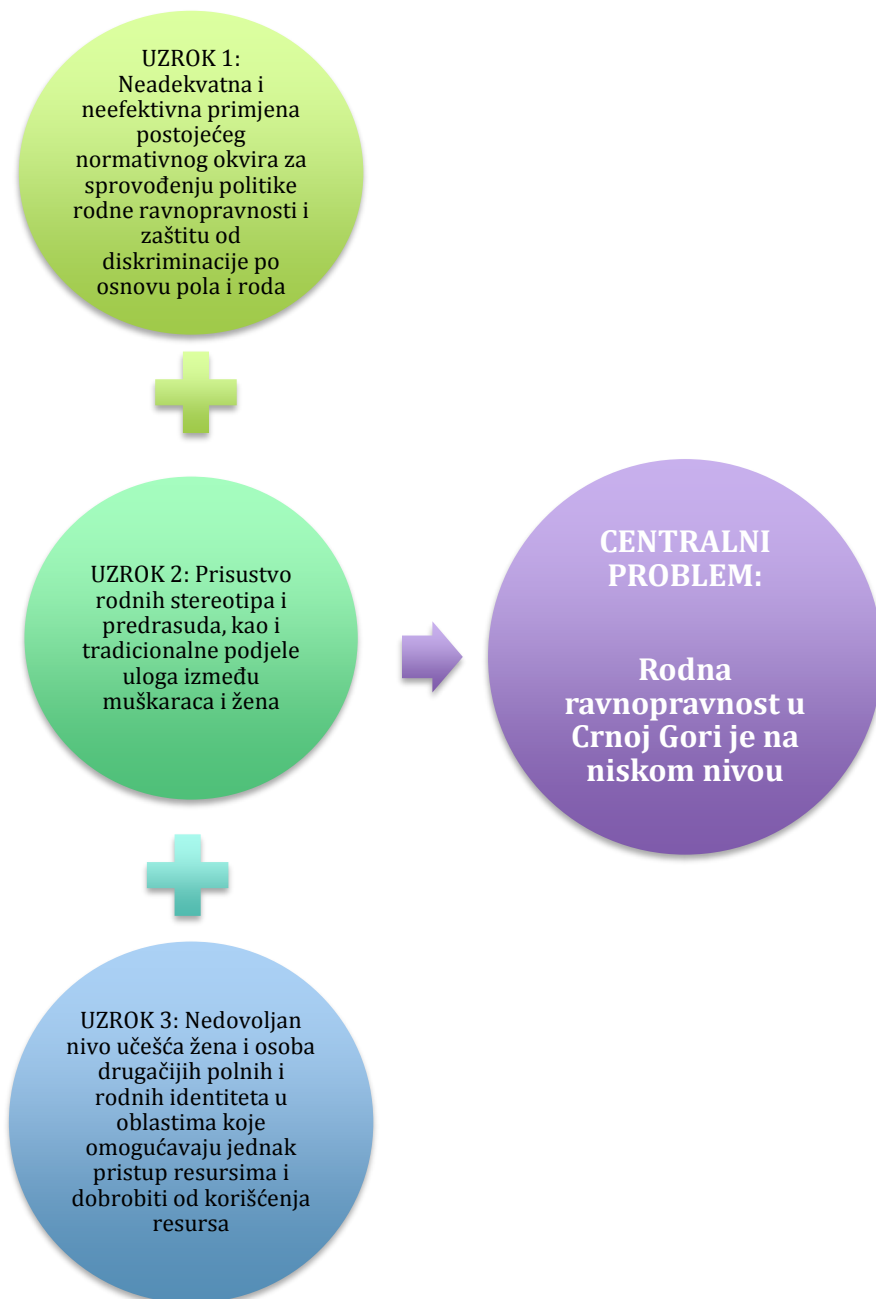 UZROK 1:
Neadekvatna i
neefektivna primjena
postojećeg
normativnog okvira za
sprovođenju politike
rodne ravnopravnosti i
zaštitu od
diskriminacije po
osnovu pola i roda
UZROK 2: Prisustvo
rodnih stereotipa i
predrasuda, kao i
tradicionalne podjele
uloga između
muškaraca i žena
UZROK 3: Nedovoljan
nivo učešća žena i osoba
drugačijih polnih i
rodnih identiteta u
oblastima koje
omogućavaju jednak
pristup resursima i
dobrobiti od korišćenja
resursa
CENTRALNI
PROBLEM:
Rodna
ravnopravnost u
Crnoj Gori je na
niskom nivou